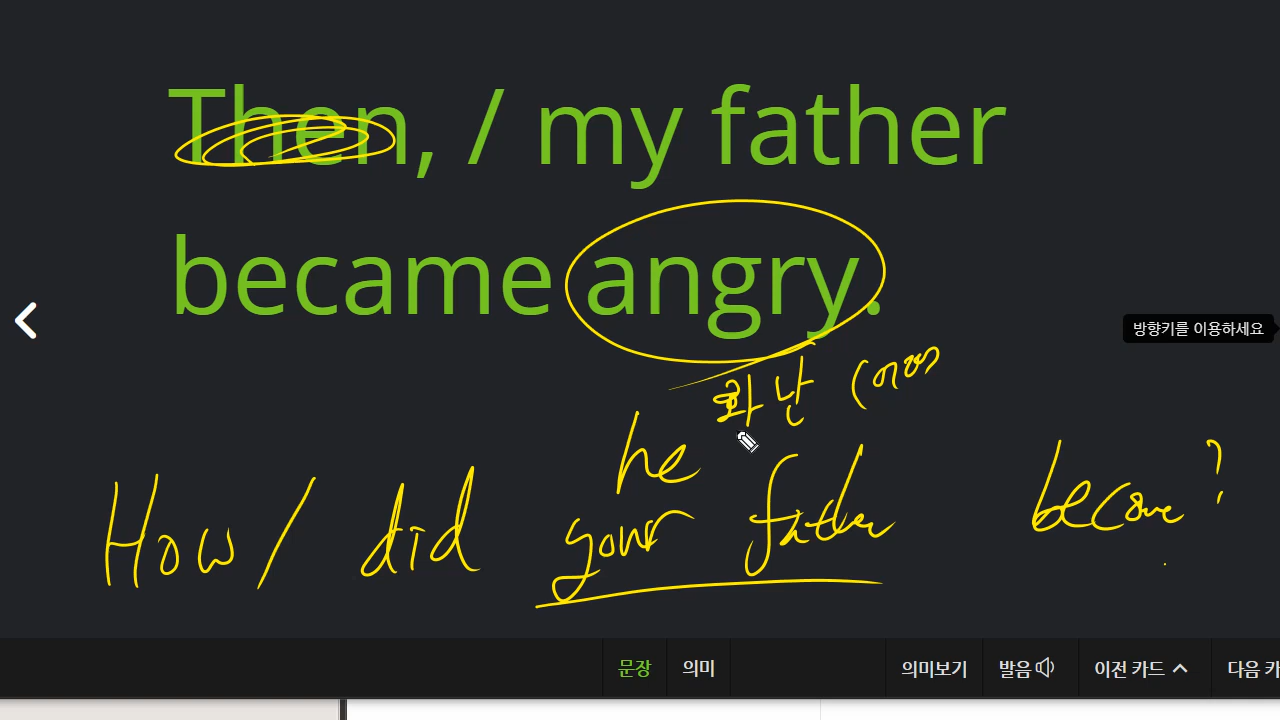 Then, / my father
became angry.
방향키를 이용하세요
화난
he
How / did your father become?
문장 의미 의미보기 발음 이전 카드 다음 카